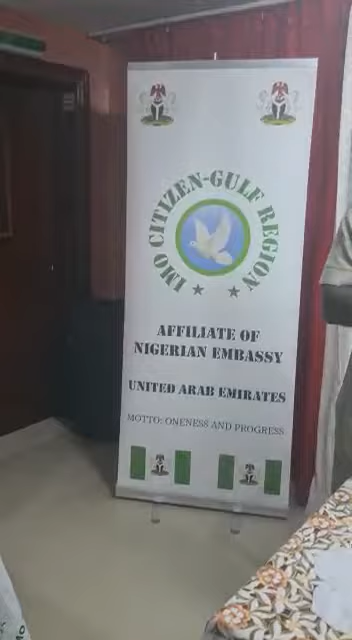 IMO CITIZEN-GULF REGION
AFFILIATE OF
NIGERIAN EMBASSY
UNITED ARAB EMIRATES
MOTTO: ONENESS AND PROGRESS